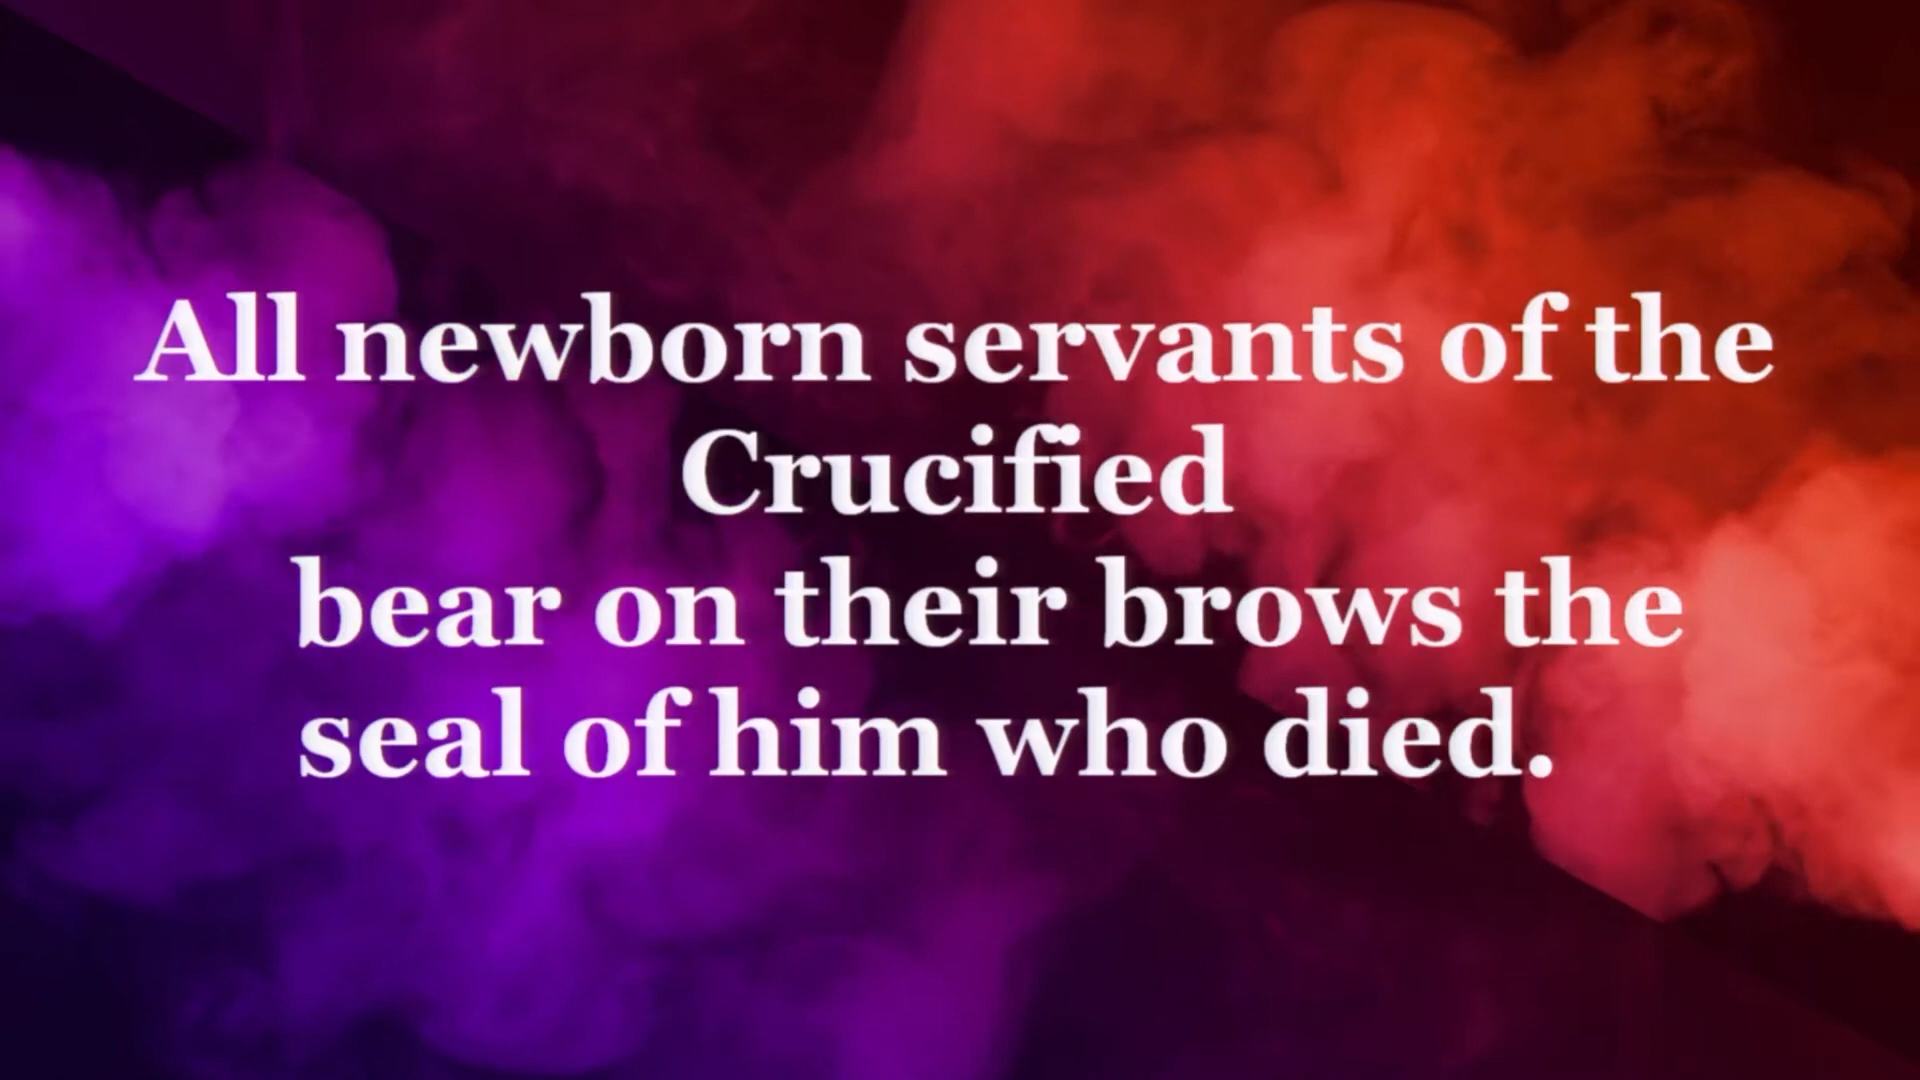 All newborn servants of the
Crucified
bear on their brows the
seal of him who died.